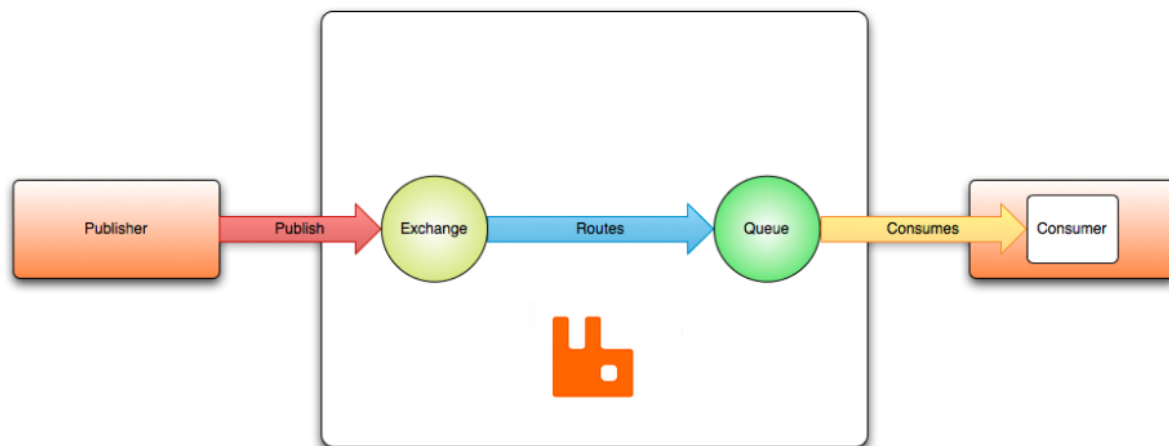 Publisher
Publish
Exchange
Routes
Queue
Consumes
Consumer